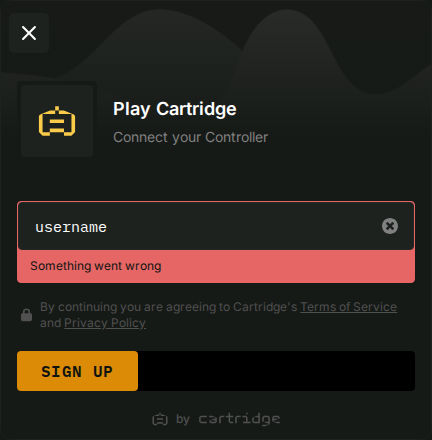 Play Cartridge
Connect your Controller
username
Something went wrong
By continuing you are agreeing to Cartridge's Terms of Service
and Privacy Policy
SIGN UP
by cartridge